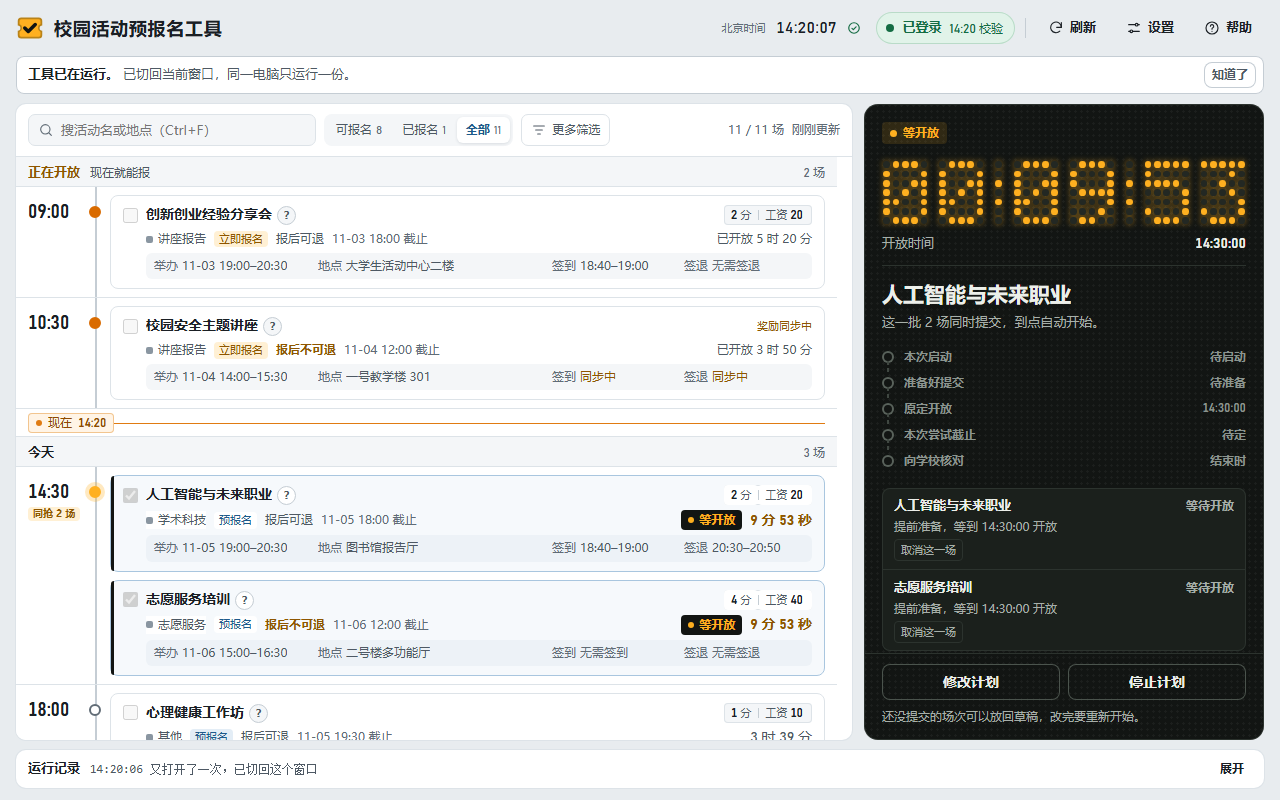 校园活动预报名工具
北京时间 14:20:07 已登录 14:20 校验 刷新 设置 帮助
工具已在运行。 已切回当前窗口，同一电脑只运行一份。 知道了
搜活动名或地点（Ctrl+F） 可报名 8 已报名 1 全部 11 更多筛选 11 / 11 场 刚刚更新
正在开放 现在就能报 2 场
09:00 创新创业经验分享会 ? 2 分 工资 20
讲座报告 立即报名 报后可退 11-03 18:00 截止 已开放 5 时 20 分
举办 11-03 19:00–20:30 地点 大学生活动中心二楼 签到 18:40–19:00 签退 无需签退
10:30 校园安全主题讲座 ? 奖励同步中
讲座报告 立即报名 报后不可退 11-04 12:00 截止 已开放 3 时 50 分
举办 11-04 14:00–15:30 地点 一号教学楼 301 签到 同步中 签退 同步中
现在 14:20
今天 3 场
14:30 人工智能与未来职业 ? 2 分 工资 20
同抢 2 场 学术科技 预报名 报后可退 11-05 18:00 截止 等开放 9 分 53 秒
举办 11-05 19:00–20:30 地点 图书馆报告厅 签到 18:40–19:00 签退 20:30–20:50
志愿服务培训 ? 4 分 工资 40
志愿服务 预报名 报后不可退 11-06 12:00 截止 等开放 9 分 53 秒
举办 11-06 15:00–16:30 地点 二号楼多功能厅 签到 无需签到 签退 无需签退
18:00 心理健康工作坊 ? 1 分 工资 10
其他 预报名 报后可退 11-05 19:30 截止 3 时 39 分
等开放
00:09:53
开放时间 14:30:00
人工智能与未来职业
这一批 2 场同时提交，到点自动开始。
本次启动 待启动
准备好提交 待准备
原定开放 14:30:00
本次尝试截止 待定
向学校核对 结束时
人工智能与未来职业 等待开放
提前准备，等到 14:30:00 开放
取消这一场
志愿服务培训 等待开放
提前准备，等到 14:30:00 开放
取消这一场
修改计划 停止计划
还没提交的场次可以放回草稿，改完要重新开始。
运行记录 14:20:06 又打开了一次，已切回这个窗口 展开